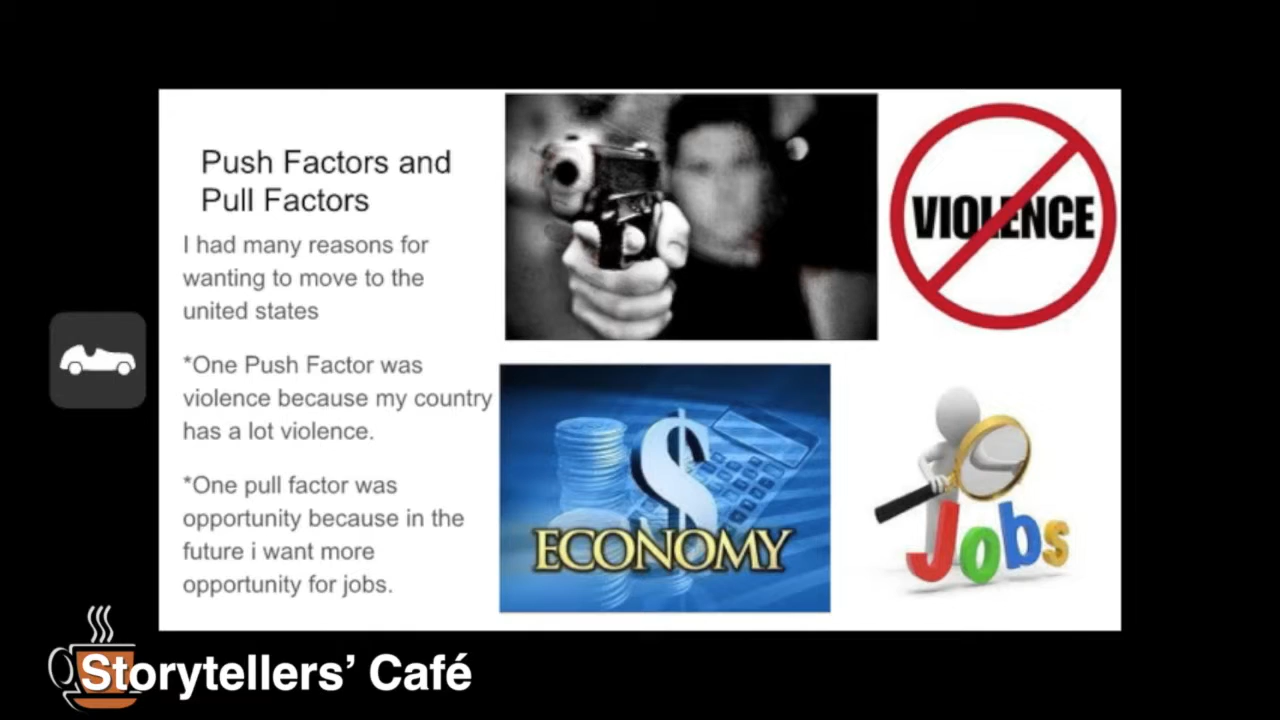 Push Factors and
Pull Factors
I had many reasons for
wanting to move to the
united states
*One Push Factor was
violence because my country
has a lot violence.
*One pull factor was
opportunity because in the
future i want more
opportunity for jobs.
VIOLENCE
ECONOMY
Jobs
Storytellers’ Café